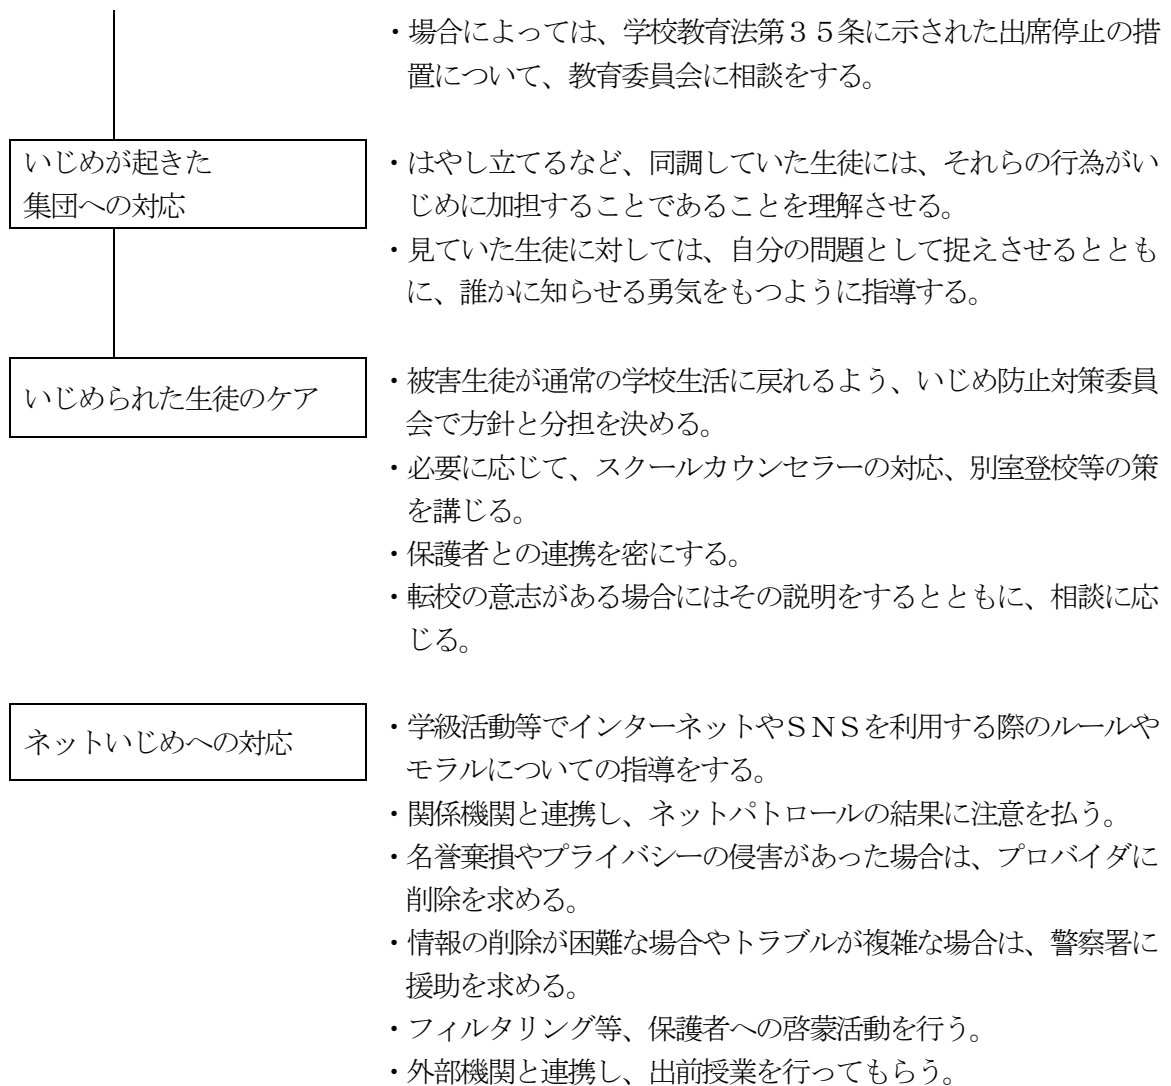 ・場合によっては、学校教育法第３５条に示された出席停止の措
置について、教育委員会に相談をする。
いじめが起きた
集団への対応
・はやし立てるなど、同調していた生徒には、それらの行為がい
じめに加担することであることを理解させる。
・見ていた生徒に対しては、自分の問題として捉えさせるととも
に、誰かに知らせる勇気をもつように指導する。
いじめられた生徒のケア
・被害生徒が通常の学校生活に戻れるよう、いじめ防止対策委員
会で方針と分担を決める。
・必要に応じて、スクールカウンセラーの対応、別室登校等の策
を講じる。
・保護者との連携を密にする。
・転校の意志がある場合にはその説明をするとともに、相談に応
じる。
ネットいじめへの対応
・学級活動等でインターネットやＳＮＳを利用する際のルールや
モラルについての指導をする。
・関係機関と連携し、ネットパトロールの結果に注意を払う。
・名誉棄損やプライバシーの侵害があった場合は、プロバイダに
削除を求める。
・情報の削除が困難な場合やトラブルが複雑な場合は、警察署に
援助を求める。
・フィルタリング等、保護者への啓蒙活動を行う。
・外部機関と連携し、出前授業を行ってもらう。